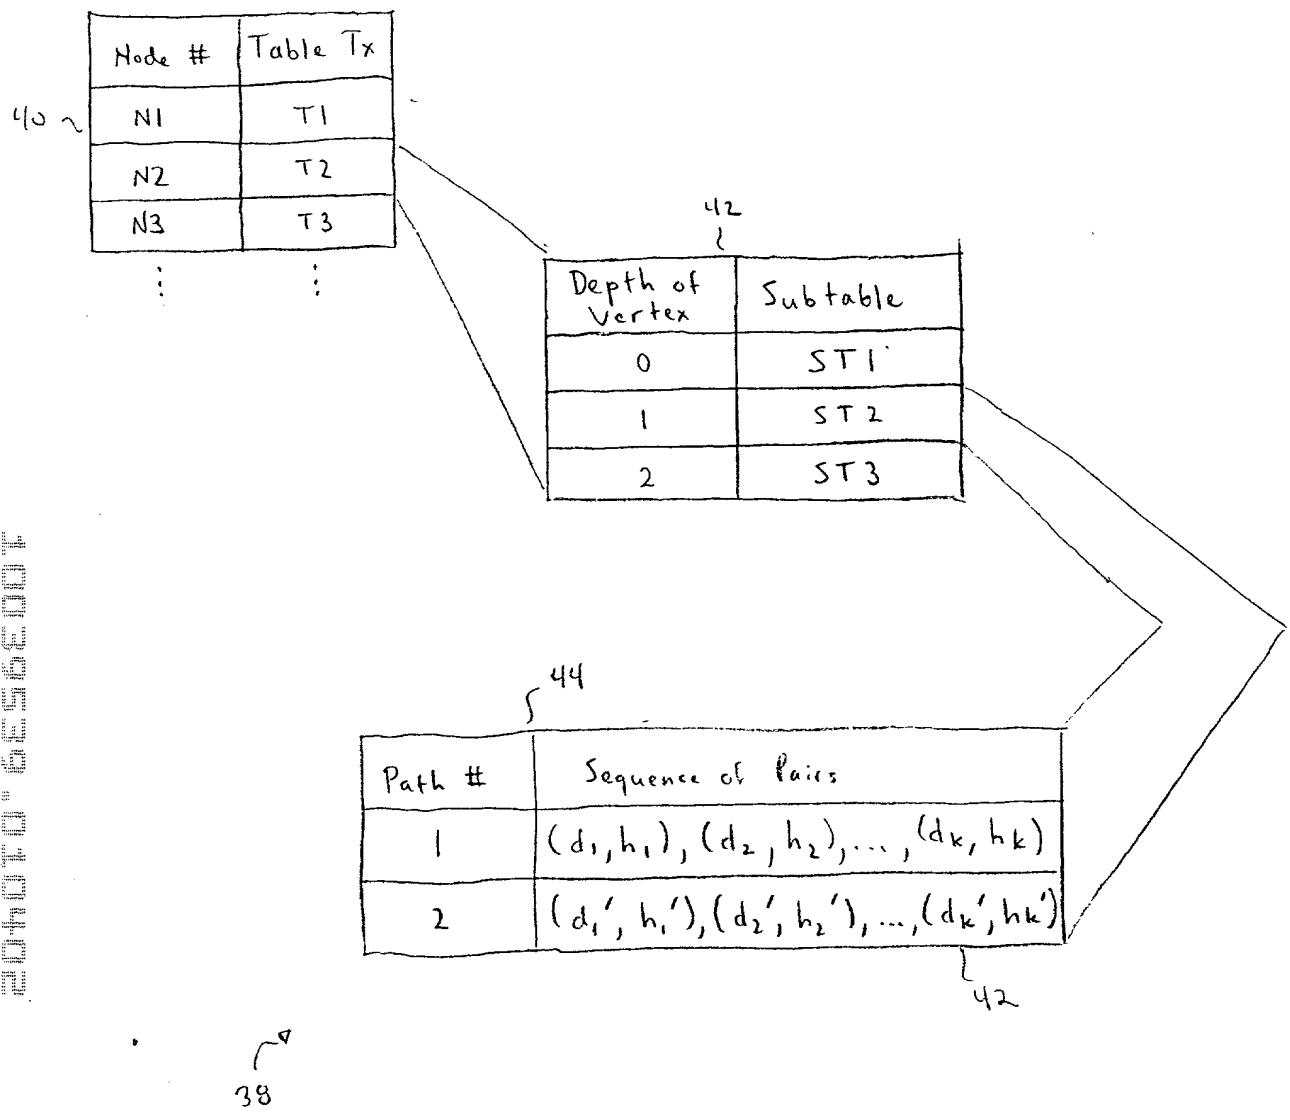 Node # Table Tx
40 N1 T1
N2 T2
N3 T3
42
Depth of Vertex Subtable
0 ST1
1 ST2
2 ST3
44
Path # Sequence of Pairs
1 (d₁,h₁), (d₂,h₂),...,(dₖ,hₖ)
2 (d₁′,h₁′),(d₂′,h₂′),...,(dₖ′,hₖ′)
42
38